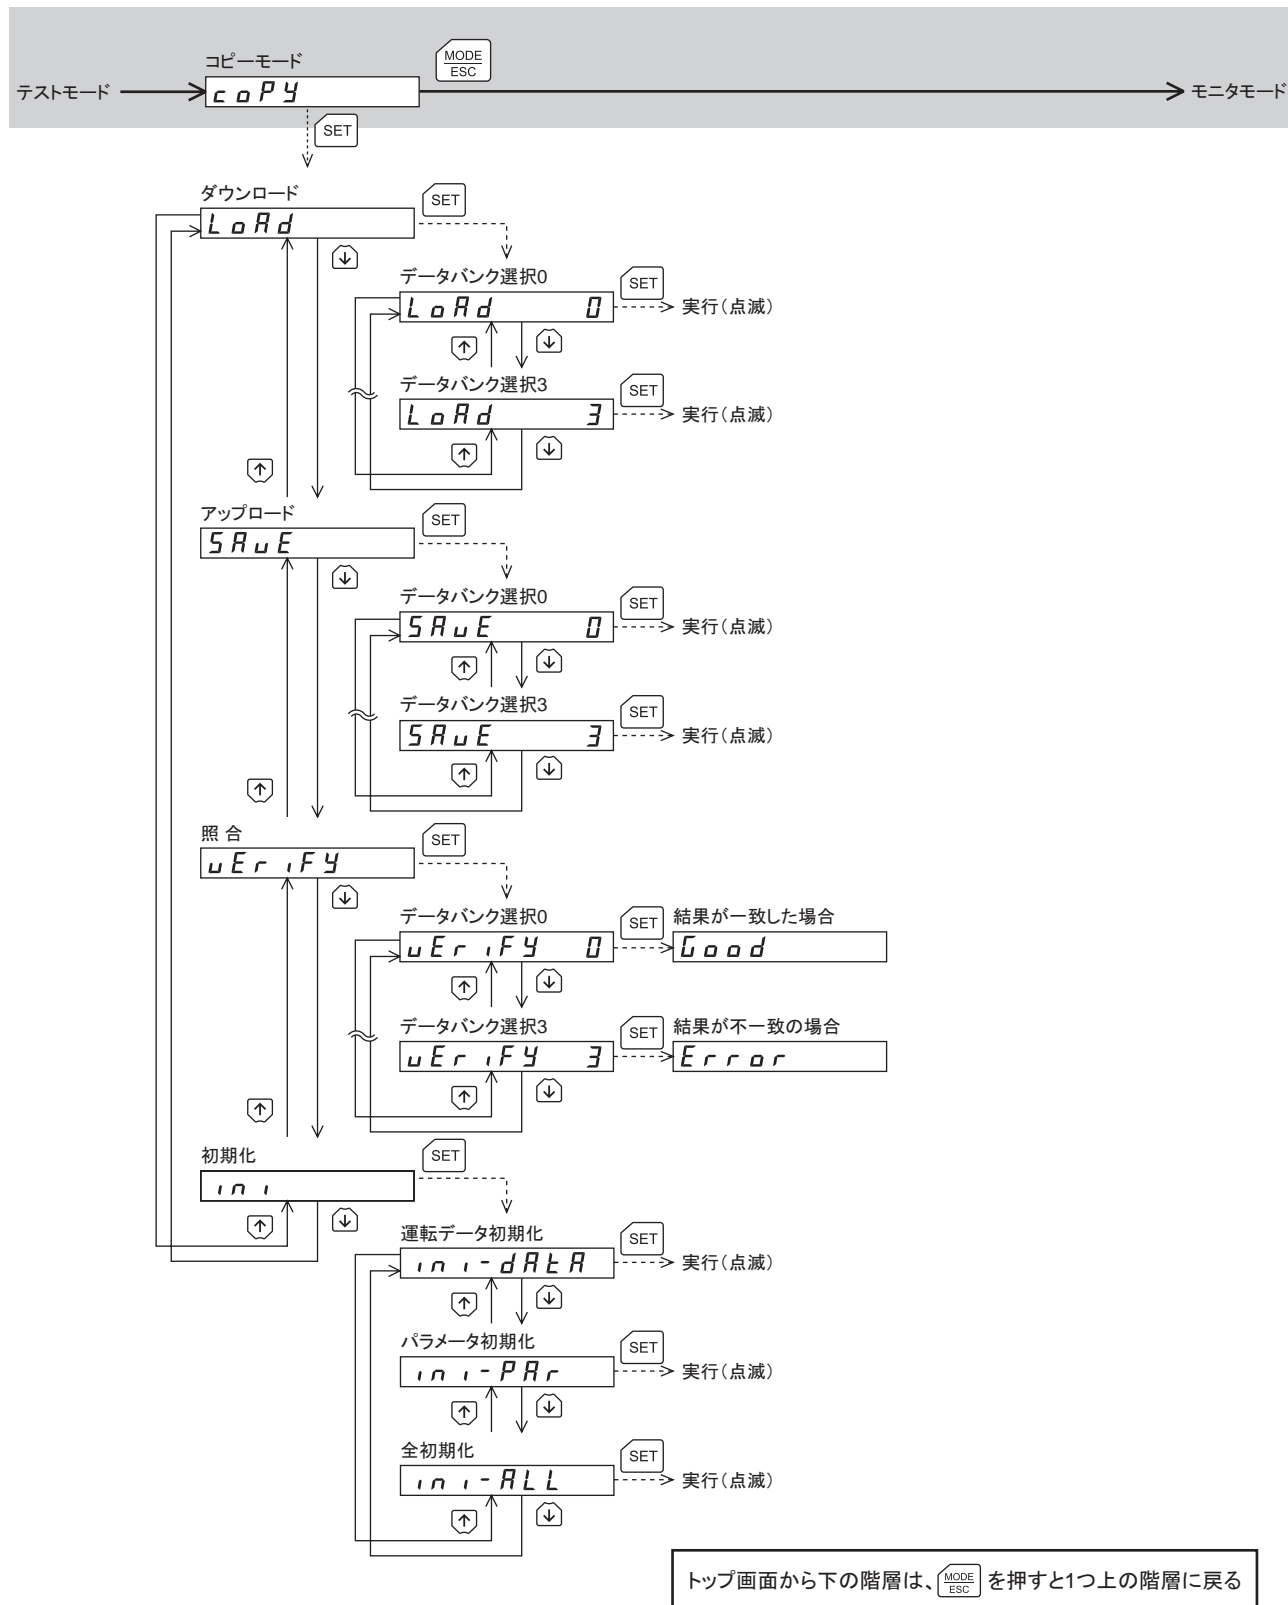 コピーモード
MODE
ESC
テストモード
coPY
モニタモード
SET
ダウンロード
SET
LoAd
データバンク選択0
SET
LoAd 0
実行(点滅)
データバンク選択3
SET
LoAd 3
実行(点滅)
アップロード
SET
SAvE
データバンク選択0
SET
SAvE 0
実行(点滅)
データバンク選択3
SET
SAvE 3
実行(点滅)
照 合
SET
vEriFY
データバンク選択0
SET
結果が一致した場合
vEriFY 0
Good
データバンク選択3
SET
結果が不一致の場合
vEriFY 3
Error
初期化
SET
ini
運転データ初期化
SET
ini-dAtA
実行(点滅)
パラメータ初期化
SET
ini-PAr
実行(点滅)
全初期化
SET
ini-ALL
実行(点滅)
トップ画面から下の階層は、MODE ESC を押すと1つ上の階層に戻る